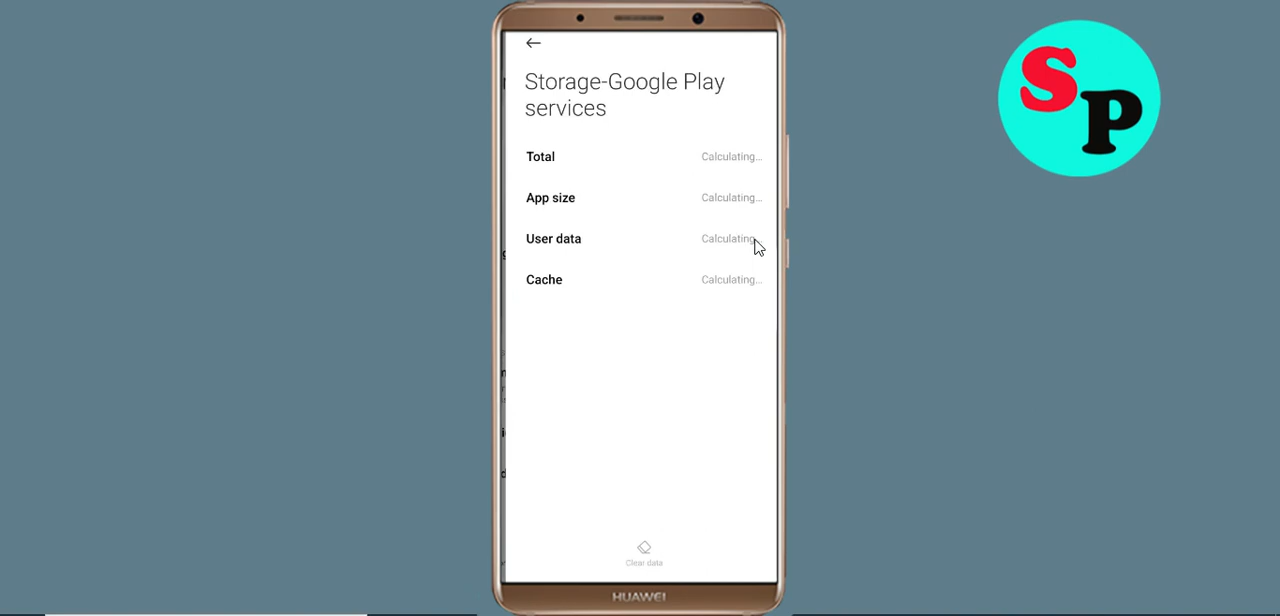 SP
Storage-Google Play
services
Total Calculating...
App size Calculating...
User data Calculating...
Cache Calculating...
Clear data
HUAWEI